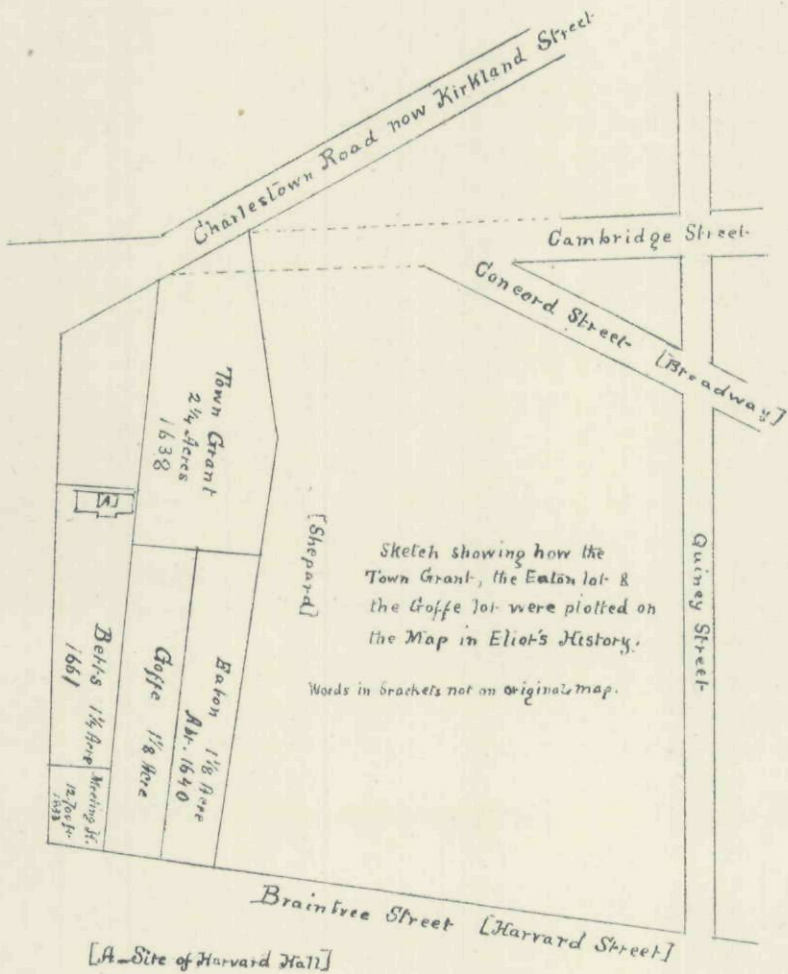 Charlestown Road now Kirkland Street
Cambridge Street
Concord Street [Broadway]
Quincy Street
Town Grant
2¼ Acres
1638
[A]
[Shepard]
Sketch showing how the
Town Grant, the Eaton lot &
the Goffe lot were plotted on
the Map in Eliot's History.
Words in brackets not on original map.
Betts 1¼ Acre
1661
Goffe 1⅛ Acre
Eaton 1⅛ Acre
Abt. 1640
Meeting H.
Braintree Street [Harvard Street]
[A-Site of Harvard Hall]